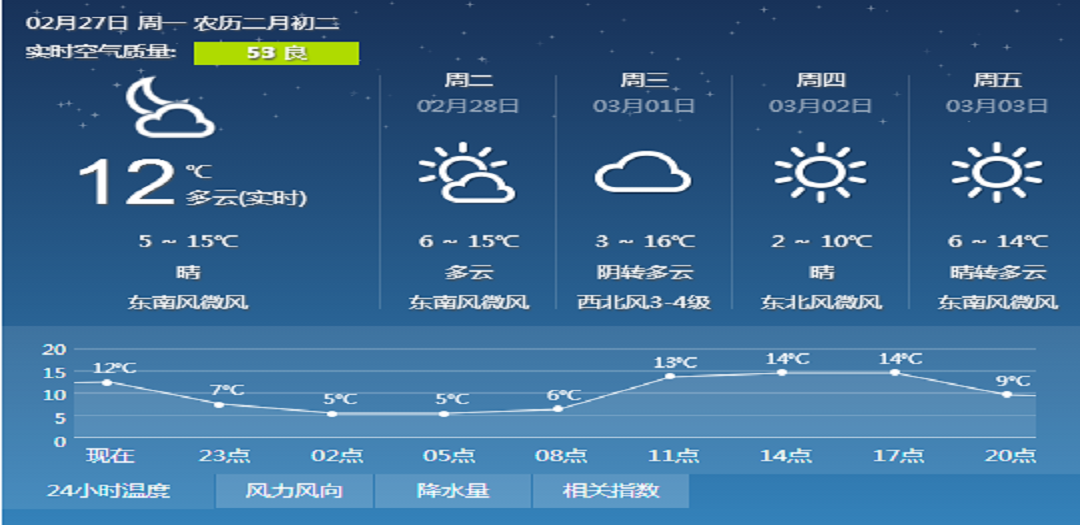 02月27日 周一 农历二月初二
实时空气质量: 53 良
周二 周三 周四 周五
02月28日 03月01日 03月02日 03月03日
12 ℃ 多云(实时)
5 ~ 15℃ 6 ~ 15℃ 3 ~ 16℃ 2 ~ 10℃ 6 ~ 14℃
晴 多云 阴转多云 晴 晴转多云
东南风微风 东南风微风 西北风3-4级 东北风微风 东南风微风
20
15
10
5
0
12℃ 7℃ 5℃ 5℃ 6℃ 13℃ 14℃ 14℃ 9℃
现在 23点 02点 05点 08点 11点 14点 17点 20点
24小时温度 风力风向 降水量 相关指数